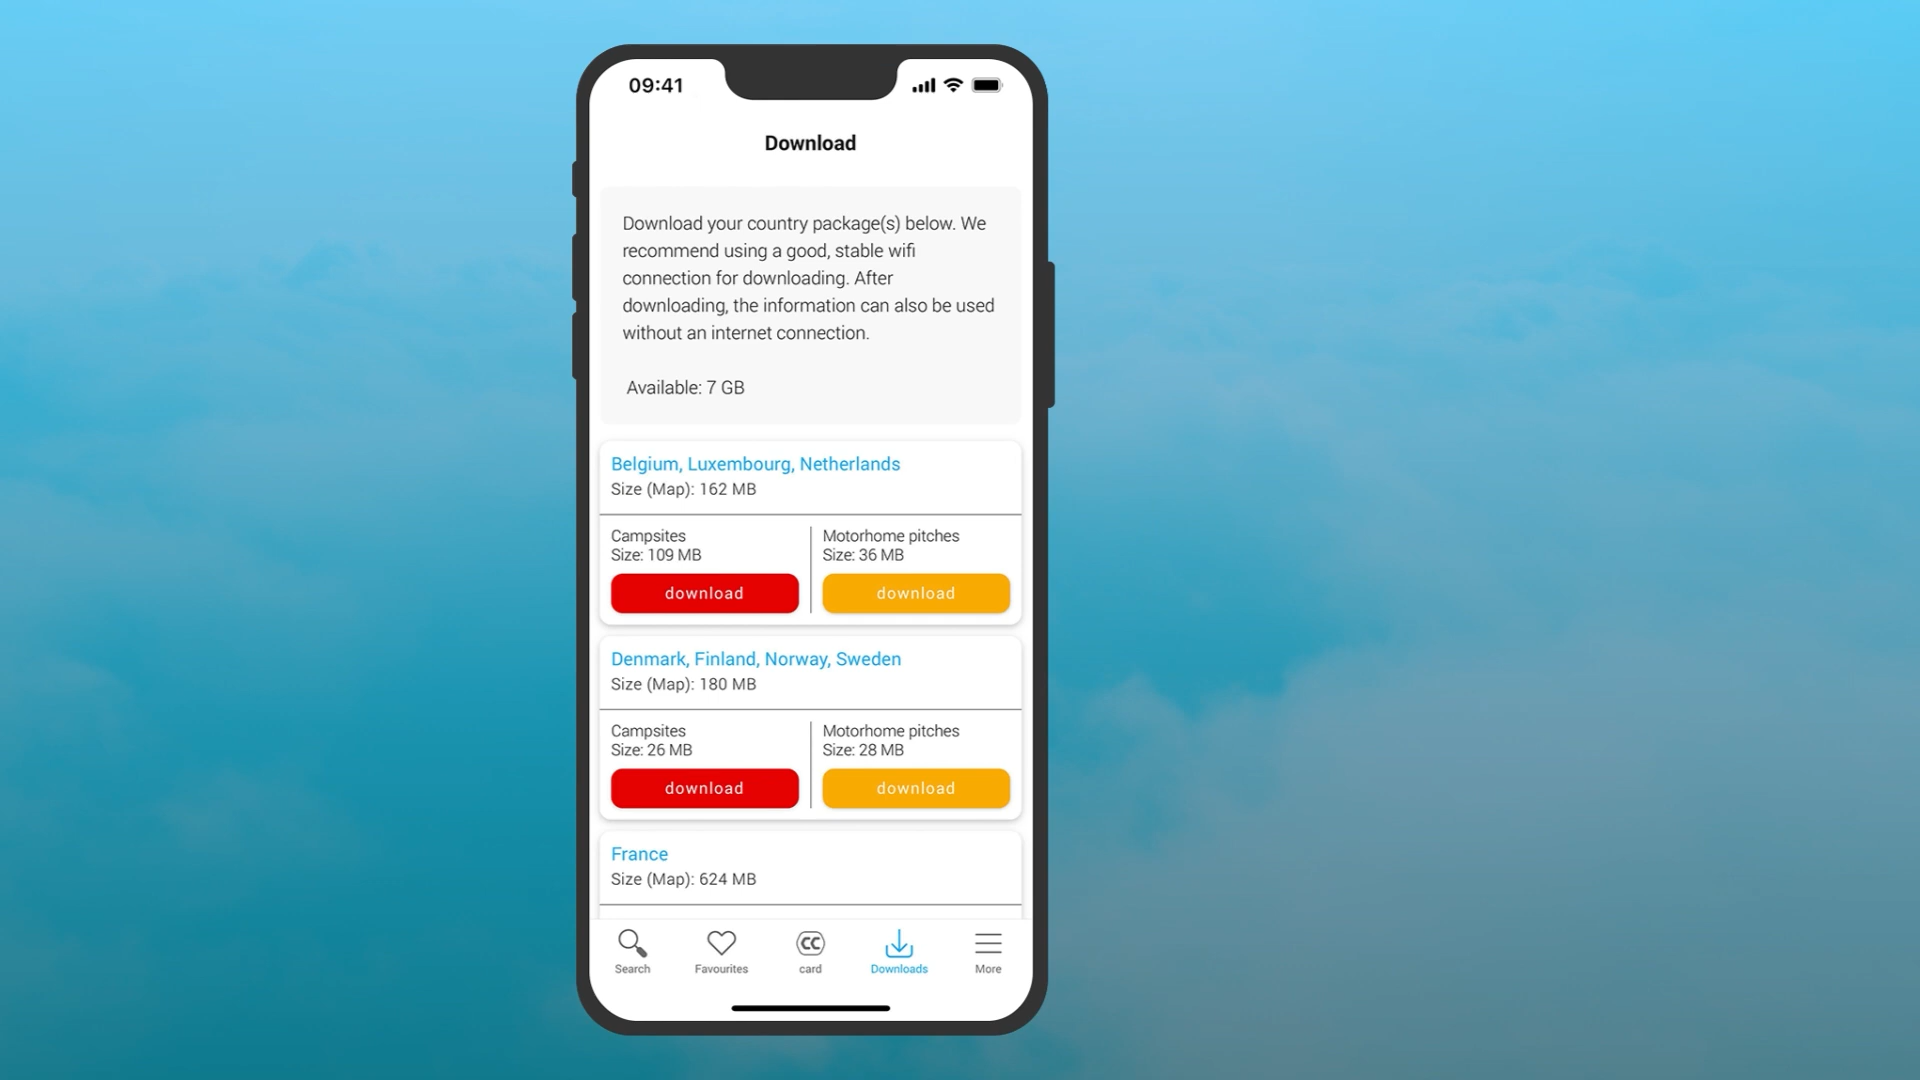 09:41
Download
Download your country package(s) below. We
recommend using a good, stable wifi
connection for downloading. After
downloading, the information can also be used
without an internet connection.
Available: 7 GB
Belgium, Luxembourg, Netherlands
Size (Map): 162 MB
Campsites
Size: 109 MB
download
Motorhome pitches
Size: 36 MB
download
Denmark, Finland, Norway, Sweden
Size (Map): 180 MB
Campsites
Size: 26 MB
download
Motorhome pitches
Size: 28 MB
download
France
Size (Map): 624 MB
Search
Favourites
CC
card
Downloads
More